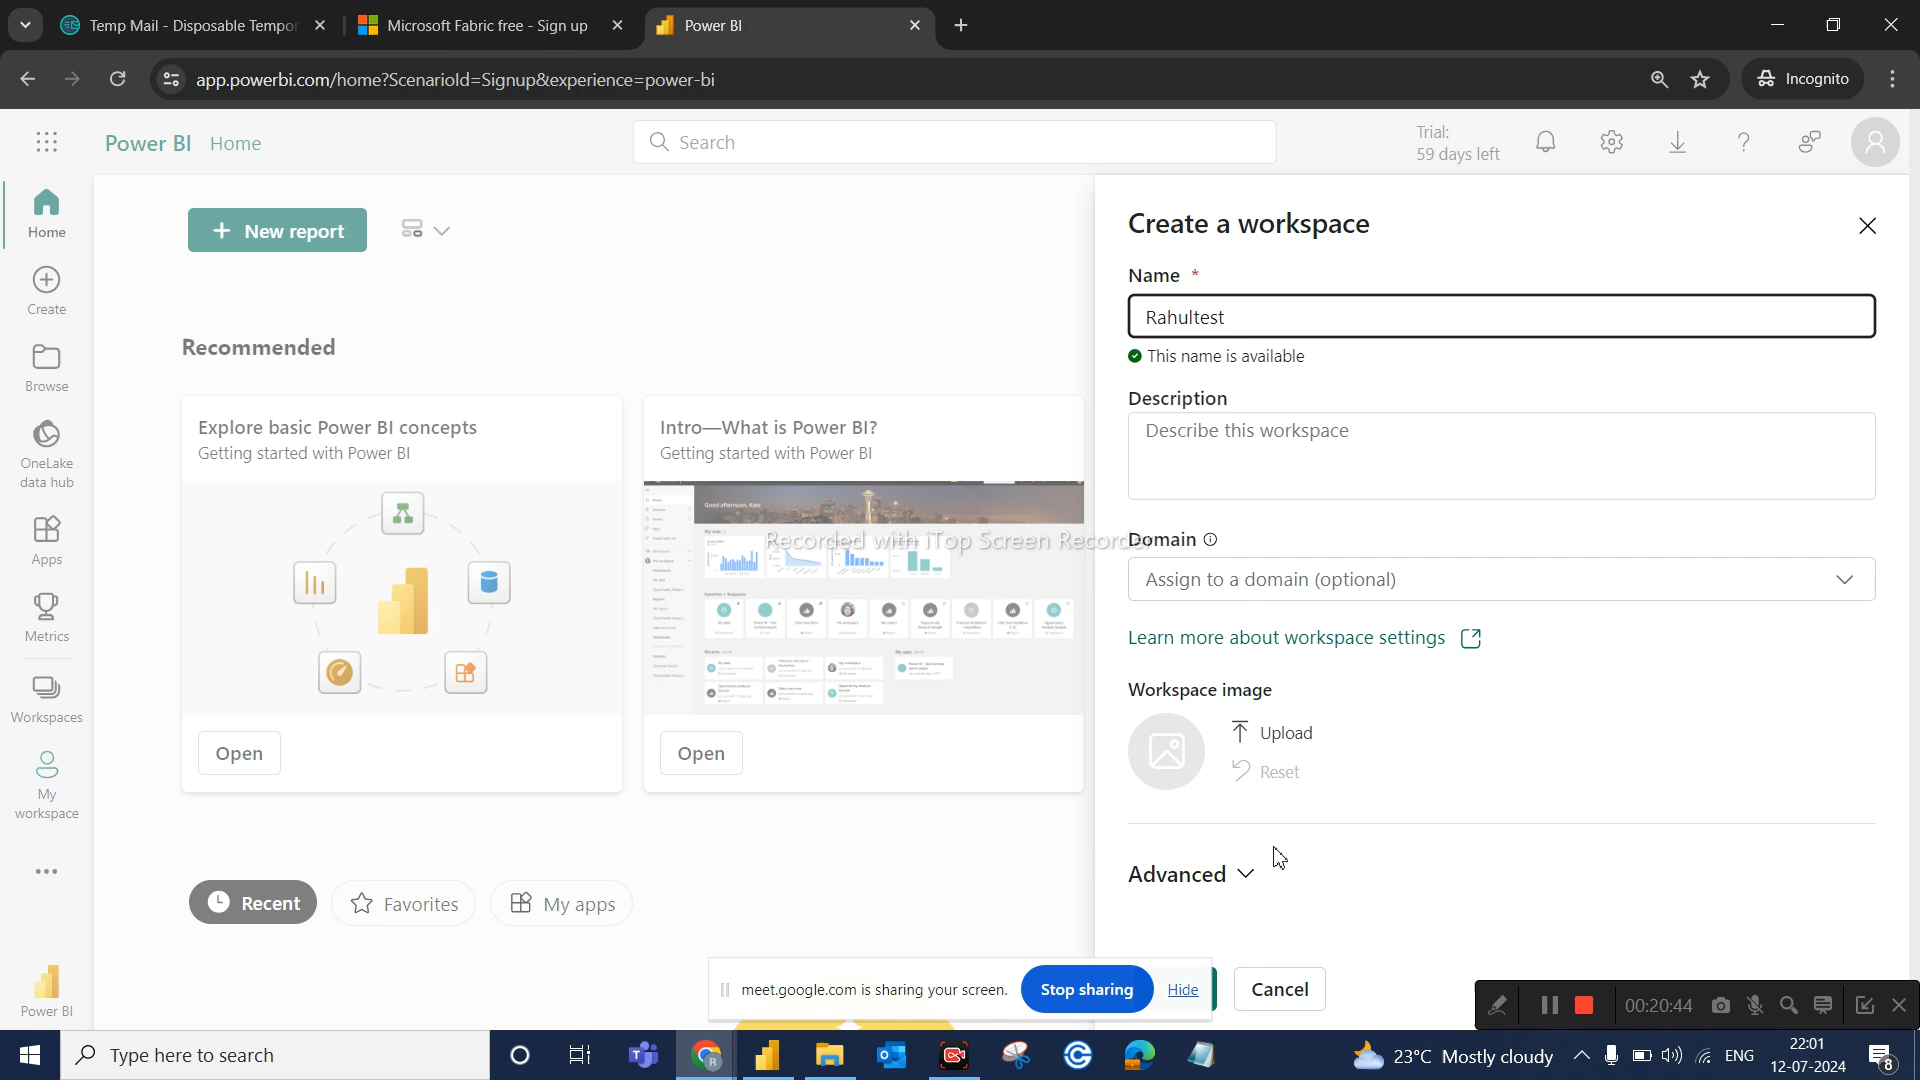 Temp Mail - Disposable Tempor
Microsoft Fabric free - Sign up
Power BI
app.powerbi.com/home?ScenarioId=Signup&experience=power-bi
Incognito
Power BI Home
Search
Trial:
59 days left
Home
Create
Browse
OneLake
data hub
Apps
Metrics
Workspaces
My
workspace
Power BI
+ New report
Recommended
Explore basic Power BI concepts
Getting started with Power BI
Open
Intro—What is Power BI?
Getting started with Power BI
Open
Recent
Favorites
My apps
Create a workspace
Name *
Rahultest
This name is available
Description
Describe this workspace
Recorded with iTop Screen Recorder
Domain
Assign to a domain (optional)
Learn more about workspace settings
Workspace image
Upload
Reset
Advanced
meet.google.com is sharing your screen.
Stop sharing
Hide
Cancel
00:20:44
Type here to search
23°C Mostly cloudy
ENG
22:01
12-07-2024
8